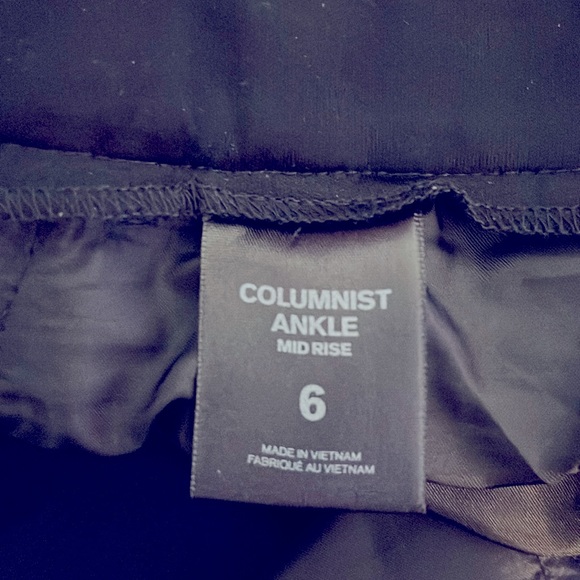 COLUMNIST
ANKLE
MID RISE
6
MADE IN VIETNAM
FABRIQUÉ AU VIETNAM